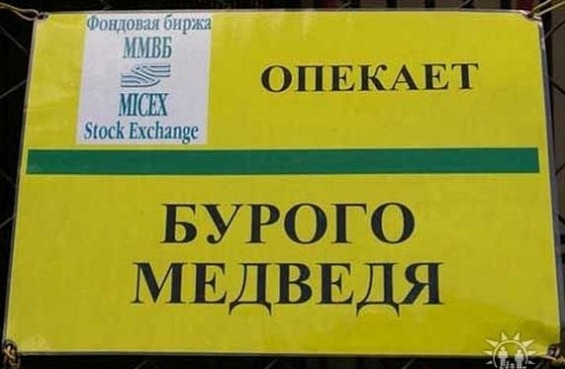 Фондовая биржа
ММВБ
MICEX
Stock Exchange
ОПЕКАЕТ
БУРОГО
МЕДВЕДЯ